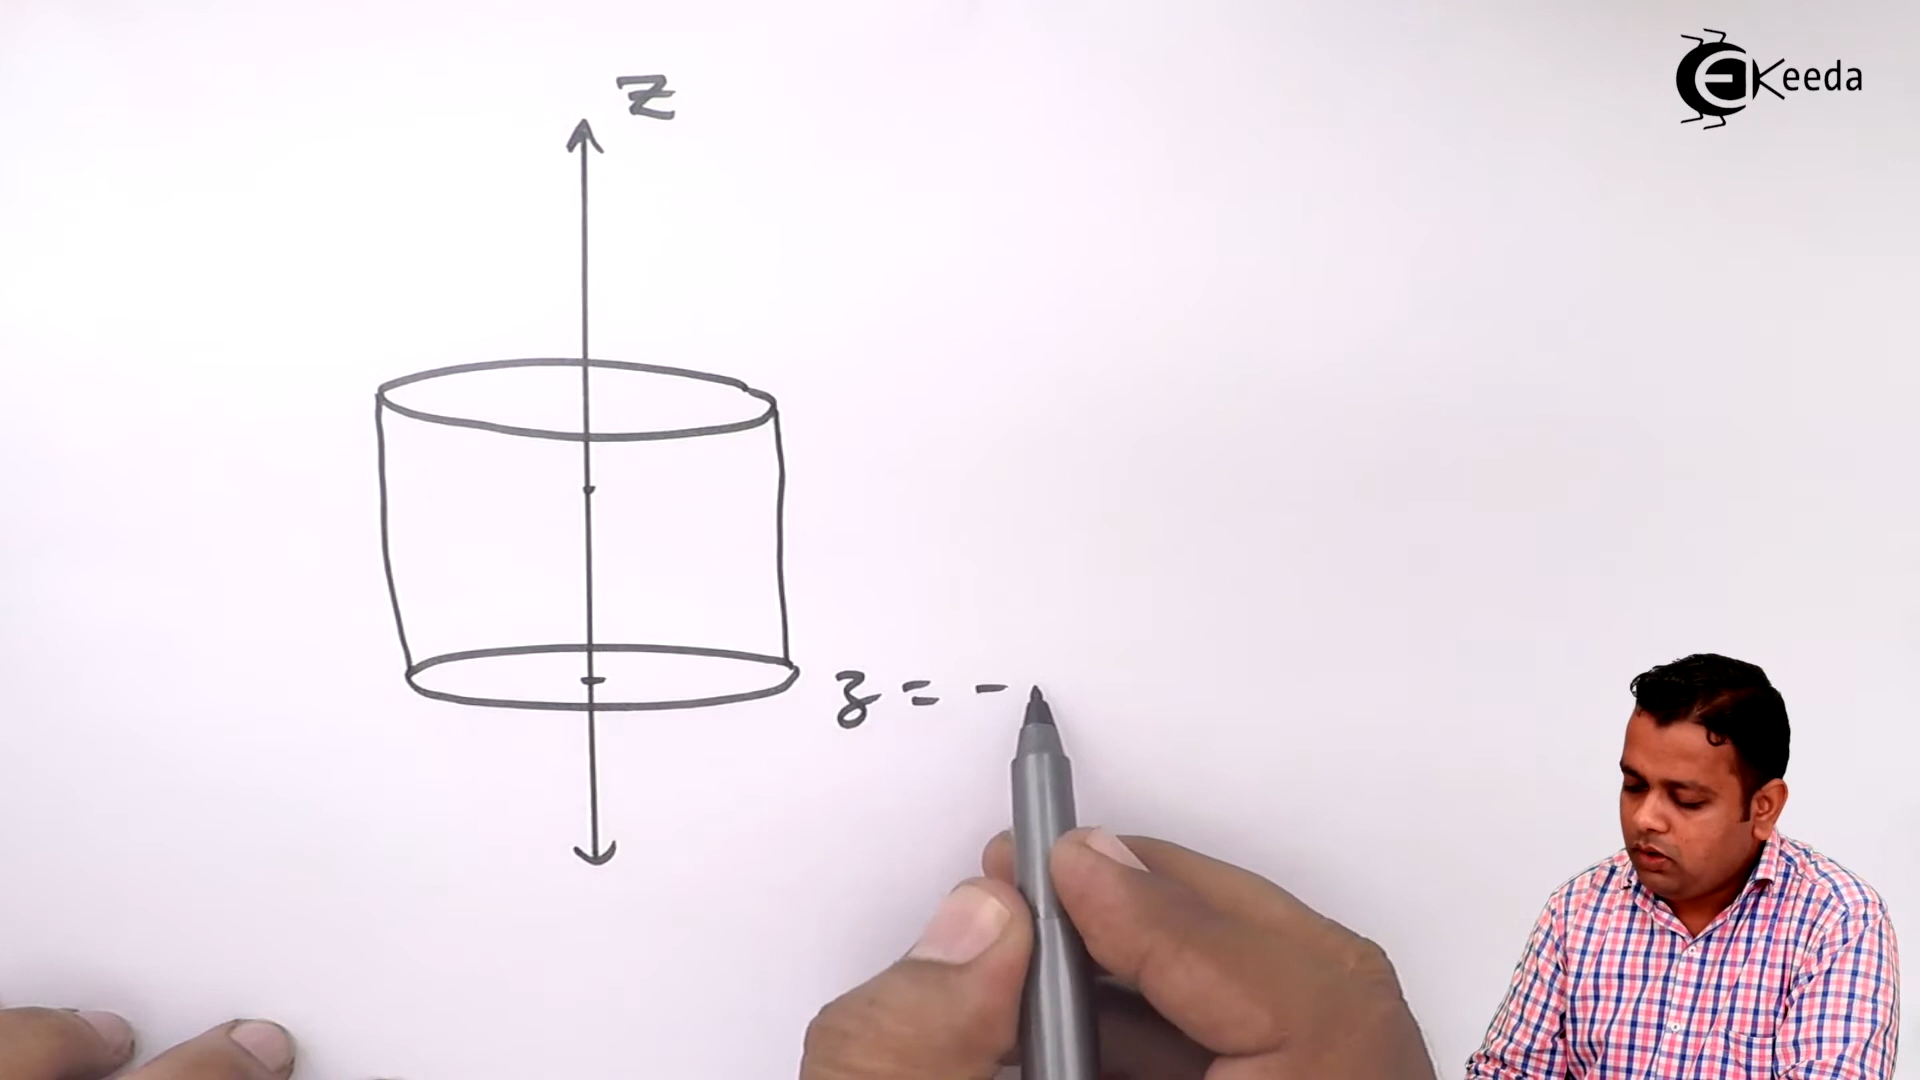 Keeda
z
z = -